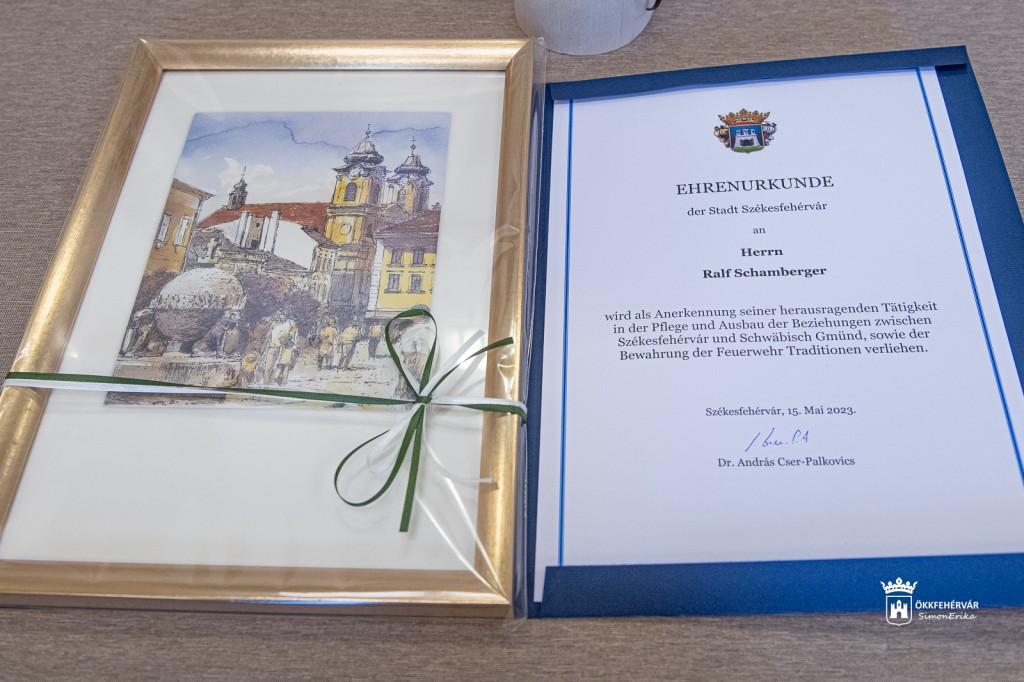 EHRENURKUNDE
der Stadt Székesfehérvár
an
Herrn
Ralf Schamberger
wird als Anerkennung seiner herausragenden Tätigkeit
in der Pflege und Ausbau der Beziehungen zwischen
Székesfehérvár und Schwäbisch Gmünd, sowie der
Bewahrung der Feuerwehr Traditionen verliehen.
Székesfehérvár, 15. Mai 2023.
Dr. András Cser-Palkovics
ÖKKFEHÉRVÁR
SimonErika